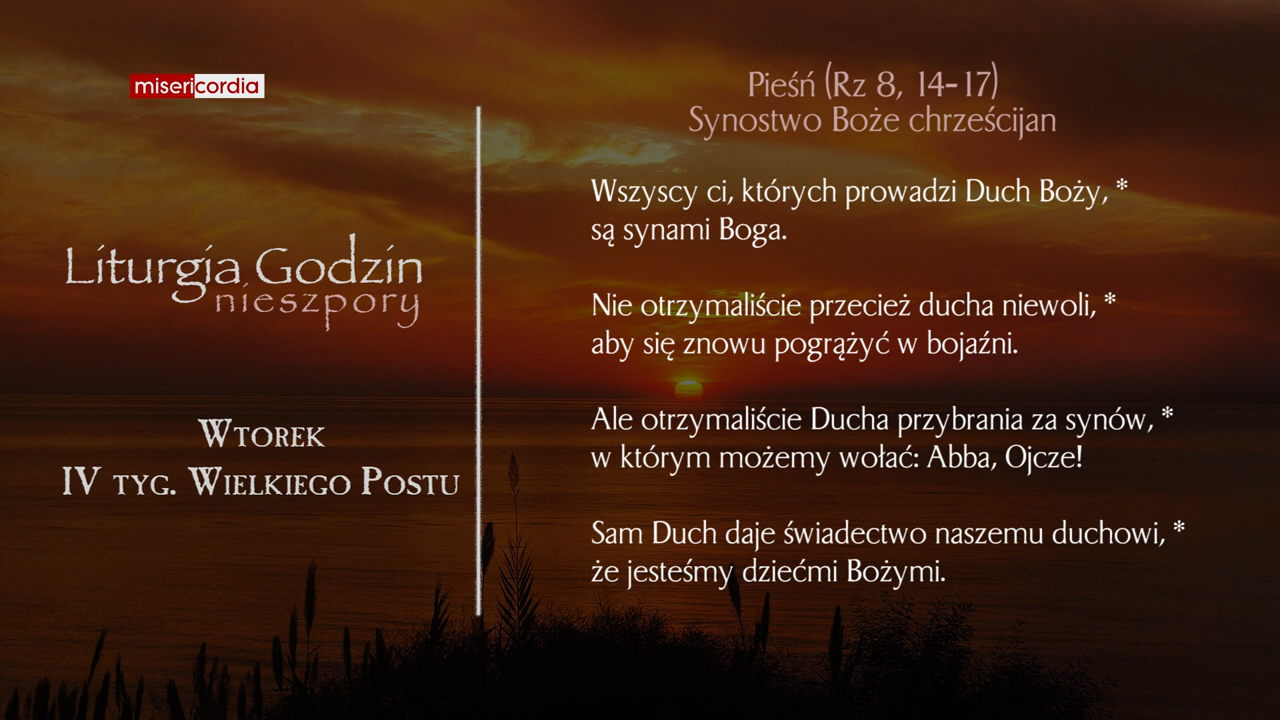 misericordia
Liturgia Godzin
nieszpory
Wtorek
IV tyg. Wielkiego Postu
Pieśń (Rz 8, 14-17)
Synostwo Boże chrześcijan
Wszyscy ci, których prowadzi Duch Boży, *
są synami Boga.
Nie otrzymaliście przecież ducha niewoli, *
aby się znowu pogrążyć w bojaźni.
Ale otrzymaliście Ducha przybrania za synów, *
w którym możemy wołać: Abba, Ojcze!
Sam Duch daje świadectwo naszemu duchowi, *
że jesteśmy dziećmi Bożymi.